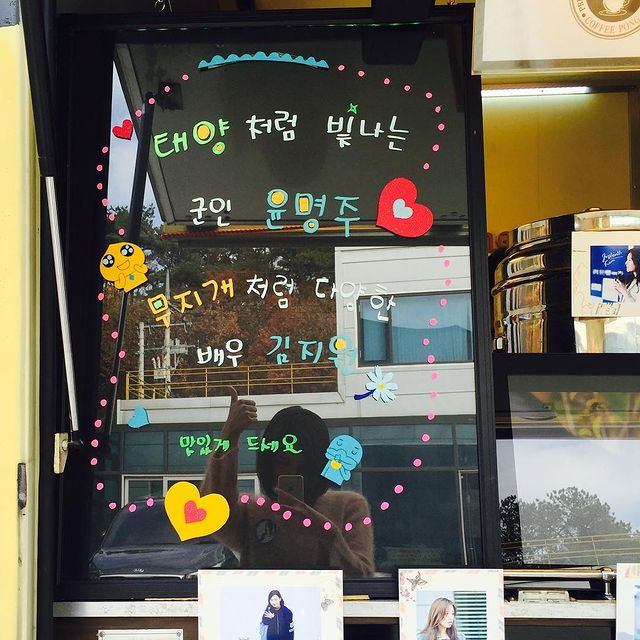 COFFEE PONG
태양 처럼 빛나는
군인 윤명주
무지개 처럼 다양한
배우 김지원
맛있게 드세요